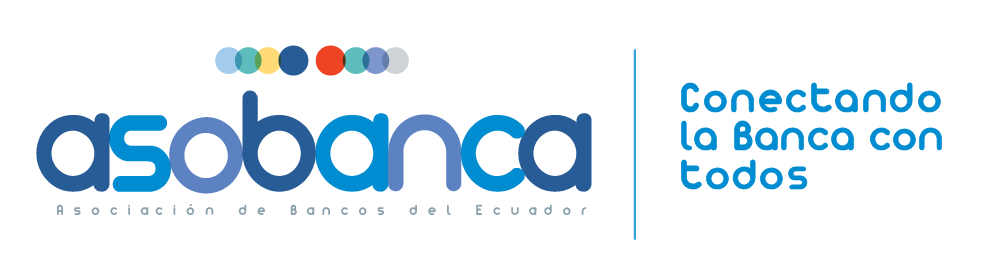 asobanca
Asociación de Bancos del Ecuador
Conectando
la Banca con
todos